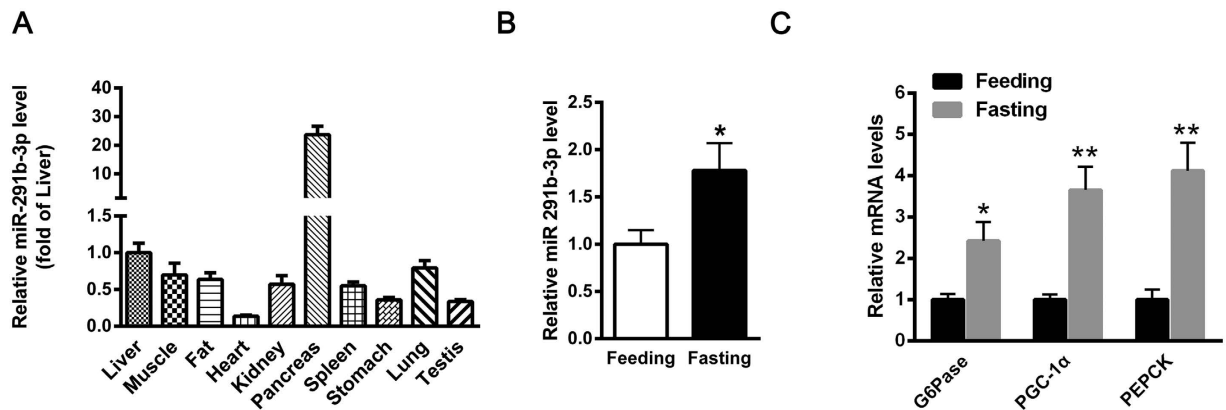 A
Relative miR-291b-3p level
(fold of Liver)
40
30
20
10
1.5
1.0
0.5
0.0
Liver
Muscle
Fat
Heart
Kidney
Pancreas
Spleen
Stomach
Lung
Testis
B
Relative miR 291b-3p level
2.5
2.0
1.5
1.0
0.5
0.0
*
Feeding
Fasting
C
Feeding
Fasting
Relative mRNA levels
6
5
4
3
2
1
0
*
**
**
G6Pase
PGC-1α
PEPCK